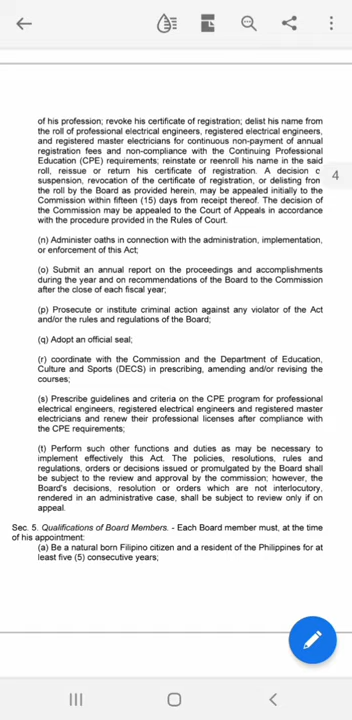 of his profession; revoke his certificate of registration; delist his name from
the roll of professional electrical engineers, registered electrical engineers,
and registered master electricians for continuous non-payment of annual
registration fees and non-compliance with the Continuing Professional
Education (CPE) requirements; reinstate or reenroll his name in the said
roll, reissue or return his certificate of registration. A decision c
suspension, revocation of the certificate of registration, or delisting fron
the roll by the Board as provided herein, may be appealed initially to the
Commission within fifteen (15) days from receipt thereof. The decision of
the Commission may be appealed to the Court of Appeals in accordance
with the procedure provided in the Rules of Court.
4
(n) Administer oaths in connection with the administration, implementation,
or enforcement of this Act;
(o) Submit an annual report on the proceedings and accomplishments
during the year and on recommendations of the Board to the Commission
after the close of each fiscal year;
(p) Prosecute or institute criminal action against any violator of the Act
and/or the rules and regulations of the Board;
(q) Adopt an official seal;
(r) coordinate with the Commission and the Department of Education,
Culture and Sports (DECS) in prescribing, amending and/or revising the
courses;
(s) Prescribe guidelines and criteria on the CPE program for professional
electrical engineers, registered electrical engineers and registered master
electricians and renew their professional licenses after compliance with
the CPE requirements;
(t) Perform such other functions and duties as may be necessary to
implement effectively this Act. The policies, resolutions, rules and
regulations, orders or decisions issued or promulgated by the Board shall
be subject to the review and approval by the commission; however, the
Board's decisions, resolution or orders which are not interlocutory,
rendered in an administrative case, shall be subject to review only if on
appeal.
Sec. 5. Qualifications of Board Members. - Each Board member must, at the time
of his appointment:
(a) Be a natural born Filipino citizen and a resident of the Philippines for at
least five (5) consecutive years;